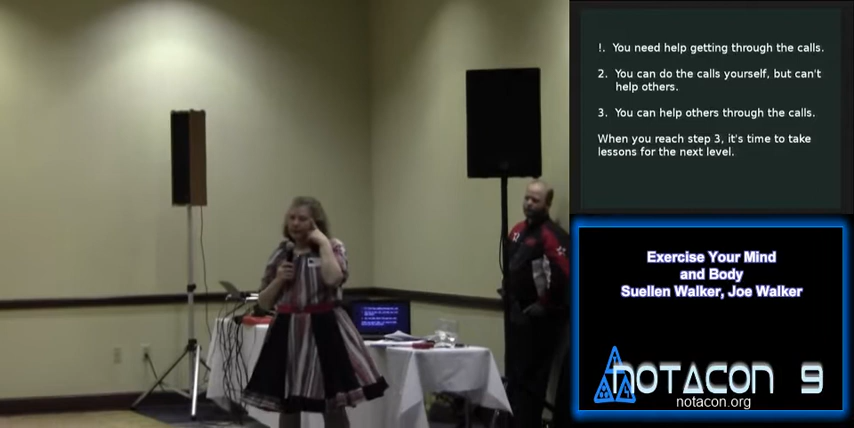 !. You need help getting through the calls.
2. You can do the calls yourself, but can't
help others.
3. You can help others through the calls.
When you reach step 3, it's time to take
lessons for the next level.
Exercise Your Mind
and Body
Suellen Walker, Joe Walker
NOTACON 9
notacon.org